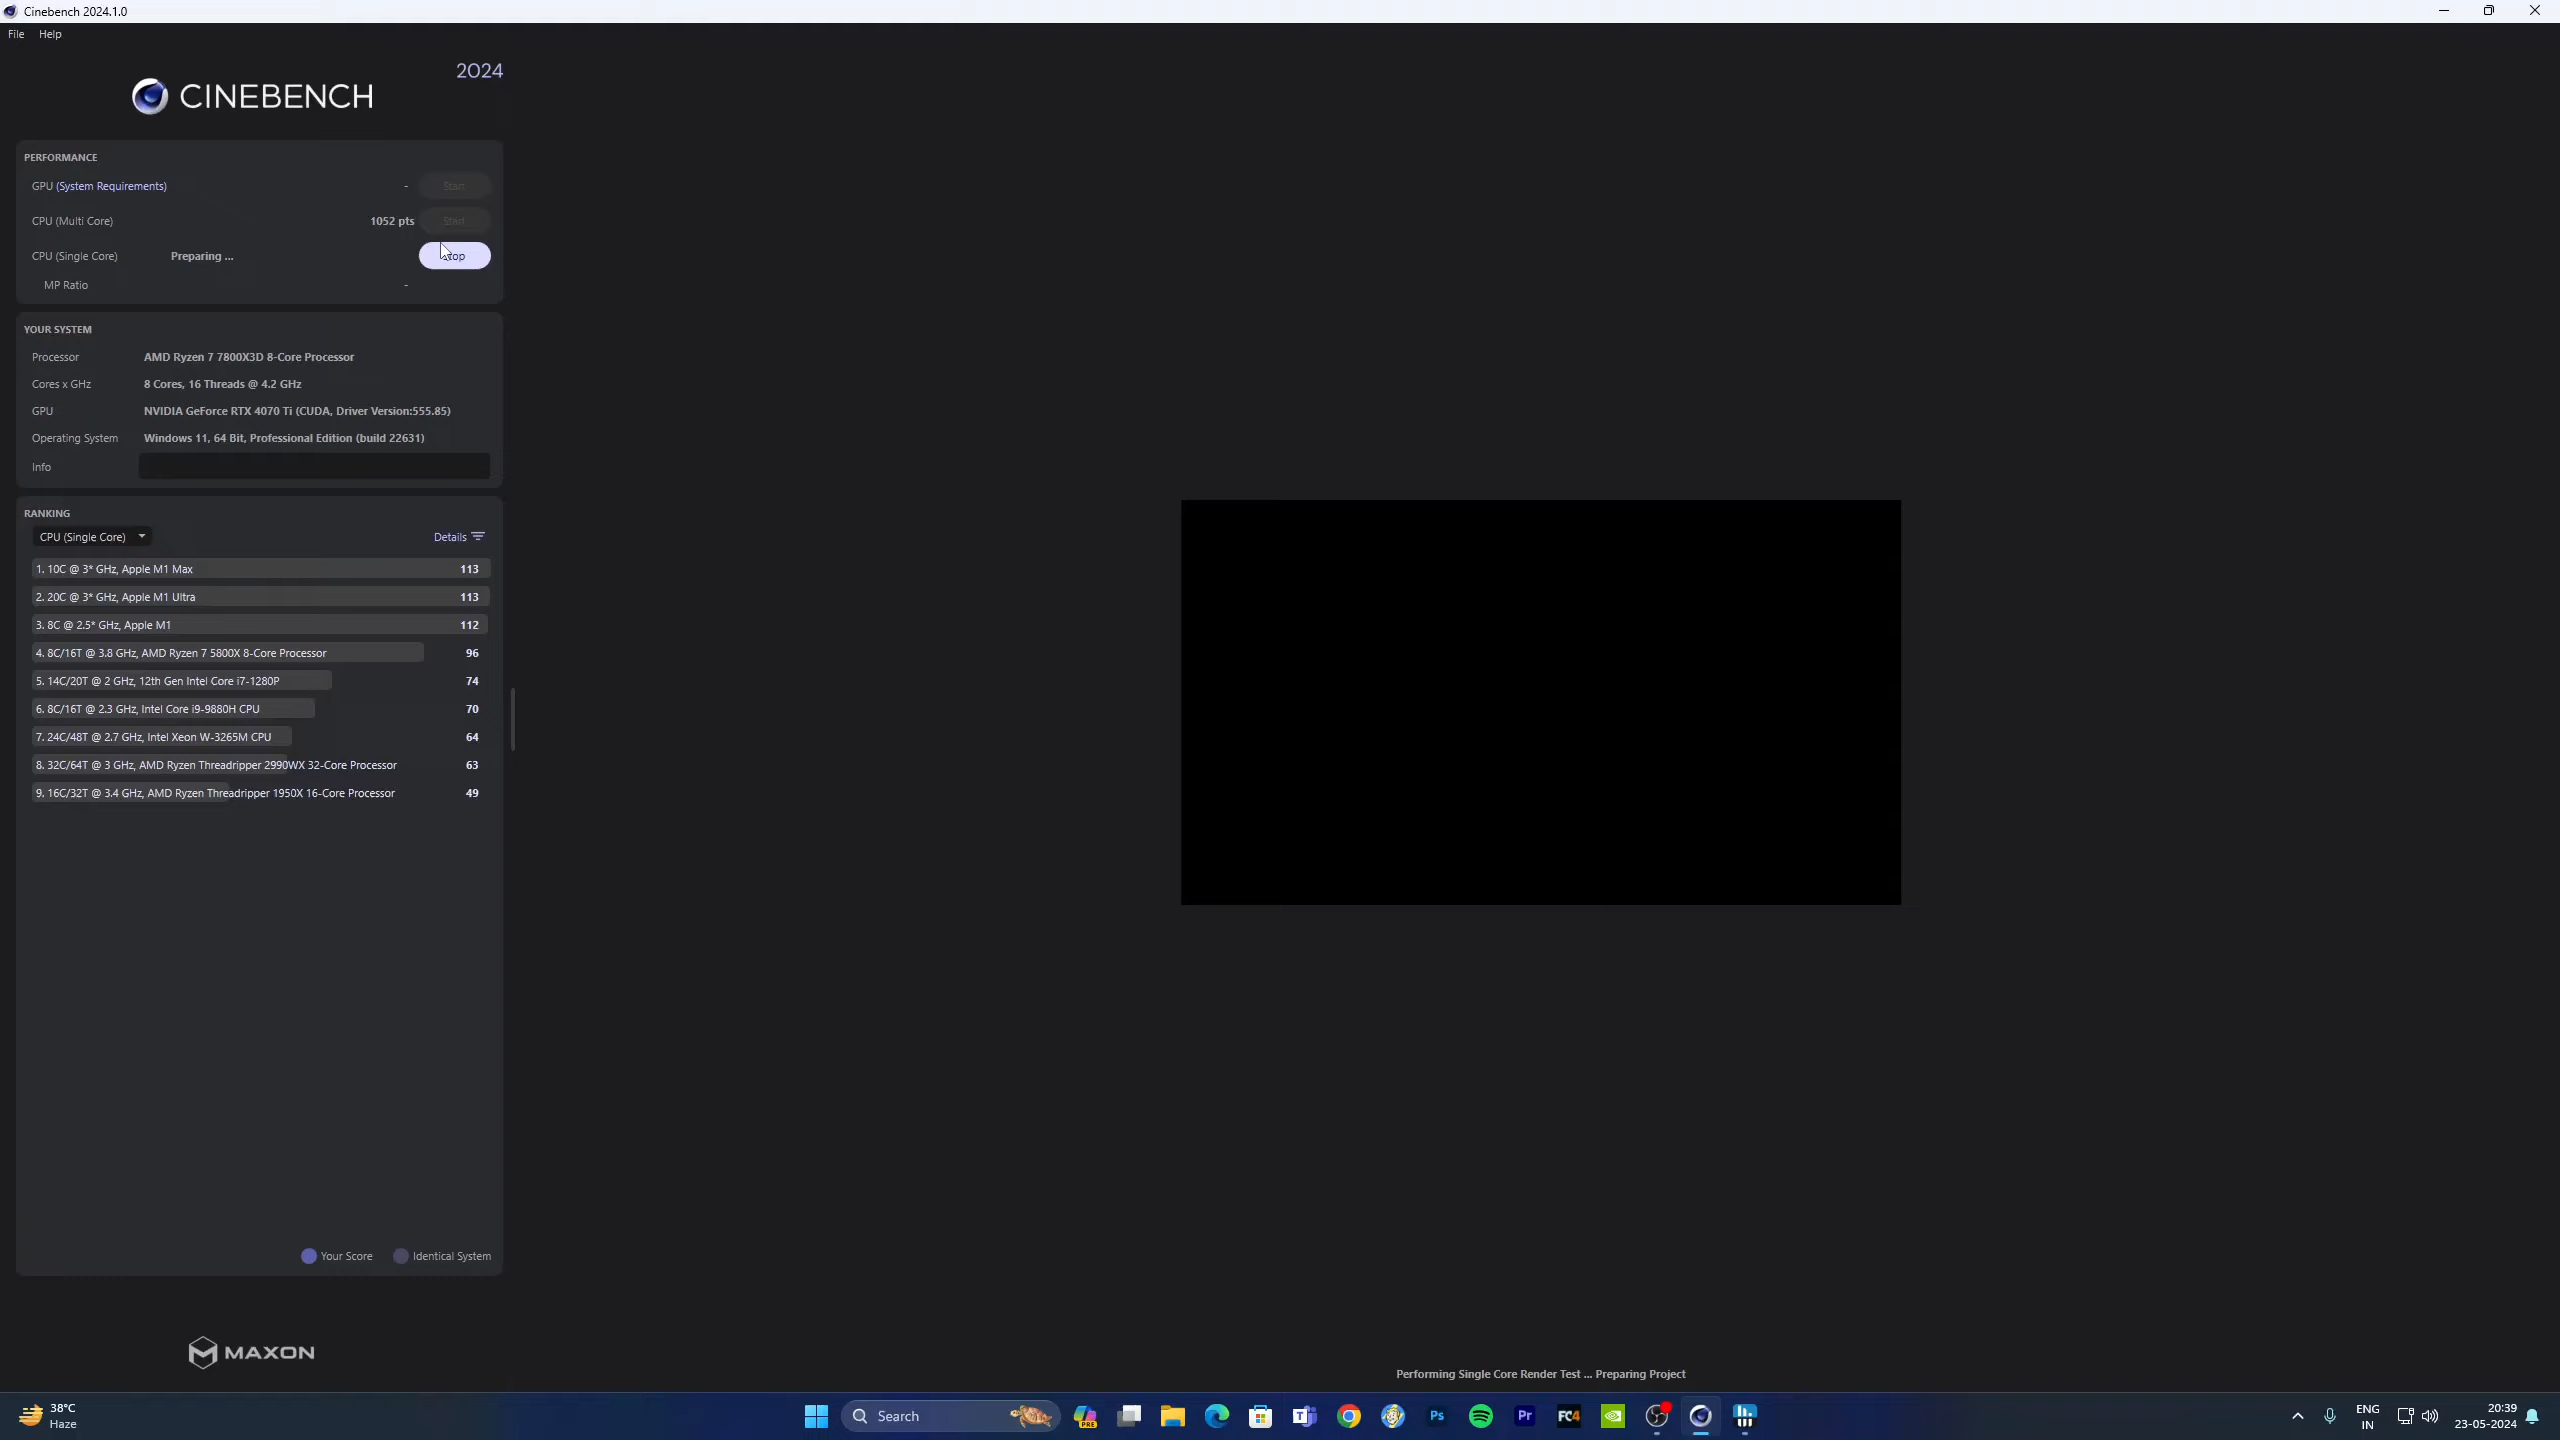 Cinebench 2024.1.0
File Help
2024
CINEBENCH
PERFORMANCE
GPU (System Requirements) - Start
CPU (Multi Core) 1052 pts Start
CPU (Single Core) Preparing ...
MP Ratio -
YOUR SYSTEM
Processor AMD Ryzen 7 7800X3D 8-Core Processor
Cores x GHz 8 Cores, 16 Threads @ 4.2 GHz
GPU NVIDIA GeForce RTX 4070 Ti (CUDA, Driver Version:555.85)
Operating System Windows 11, 64 Bit, Professional Edition (build 22631)
Info
RANKING
CPU (Single Core) Details
1. 10C @ 3* GHz, Apple M1 Max 113
2. 20C @ 3* GHz, Apple M1 Ultra 113
3. 8C @ 2.5* GHz, Apple M1 112
4. 8C/16T @ 3.8 GHz, AMD Ryzen 7 5800X 8-Core Processor 96
5. 14C/20T @ 2 GHz, 12th Gen Intel Core i7-1280P 74
6. 8C/16T @ 2.3 GHz, Intel Core i9-9880H CPU 70
7. 24C/48T @ 2.7 GHz, Intel Xeon W-3265M CPU 64
8. 32C/64T @ 3 GHz, AMD Ryzen Threadripper 2990WX 32-Core Processor 63
9. 16C/32T @ 3.4 GHz, AMD Ryzen Threadripper 1950X 16-Core Processor 49
Your Score Identical System
MAXON
Performing Single Core Render Test ... Preparing Project
38°C
Haze
Search
PRE
Ps
Pr
FC4
ENG
IN
20:39
23-05-2024